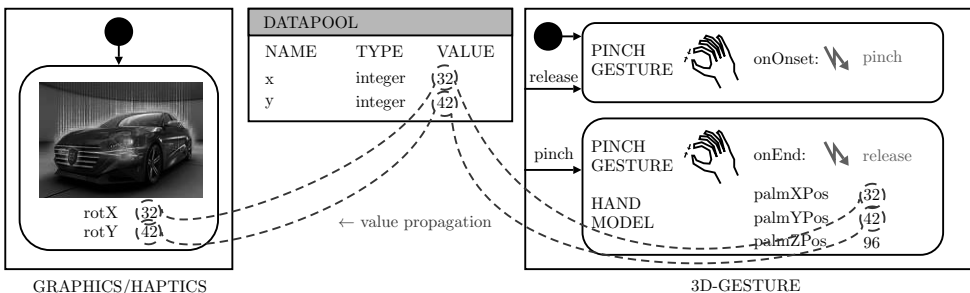 DATAPOOL
NAME TYPE VALUE
x integer 32
y integer 42
rotX 32
rotY 42
GRAPHICS/HAPTICS
← value propagation
release
PINCH
GESTURE
onOnset: pinch
pinch
PINCH
GESTURE
onEnd: release
HAND
MODEL
palmXPos 32
palmYPos 42
palmZPos 96
3D-GESTURE